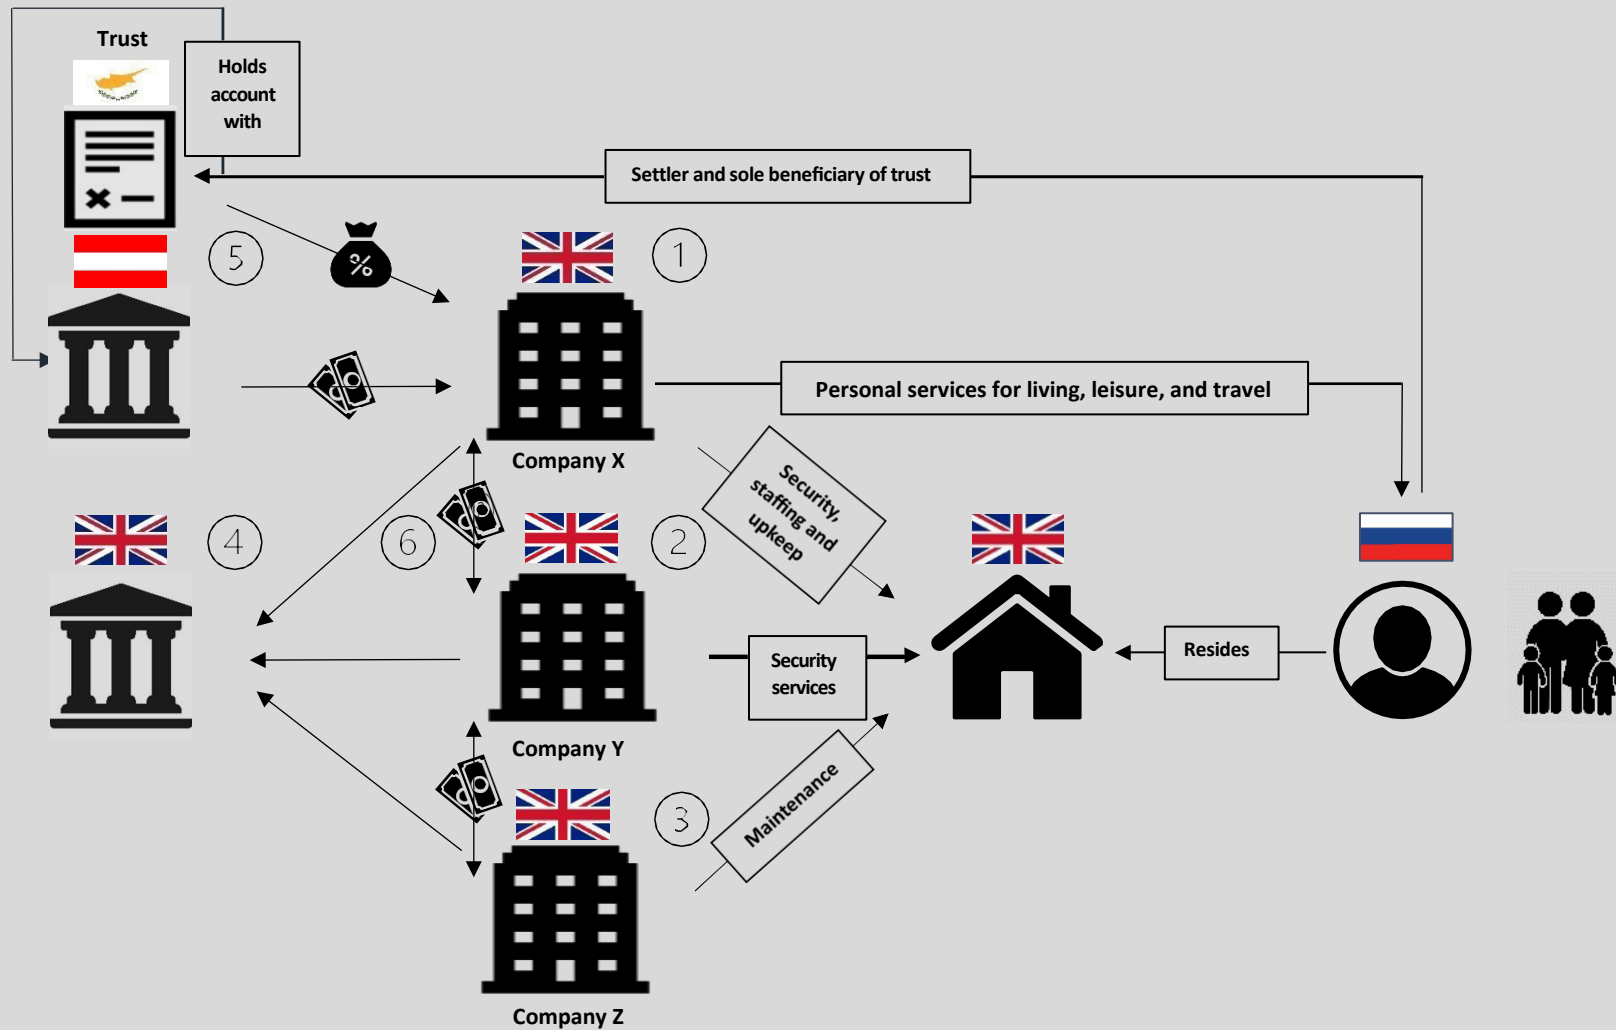 Trust
Holds
account
with
Settler and sole beneficiary of trust
5
%
1
Personal services for living, leisure, and travel
Company X
Security,
staffing and
upkeep
4
6
2
Security
services
Resides
Company Y
3
Maintenance
Company Z